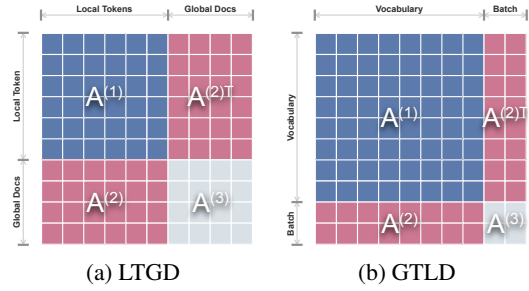 Local Tokens Global Docs
Local Token
A(1) A(2)T
Global Docs
A(2) A(3)
(a) LTGD
Vocabulary Batch
Vocabulary
A(1) A(2)T
Batch
A(2) A(3)
(b) GTLD